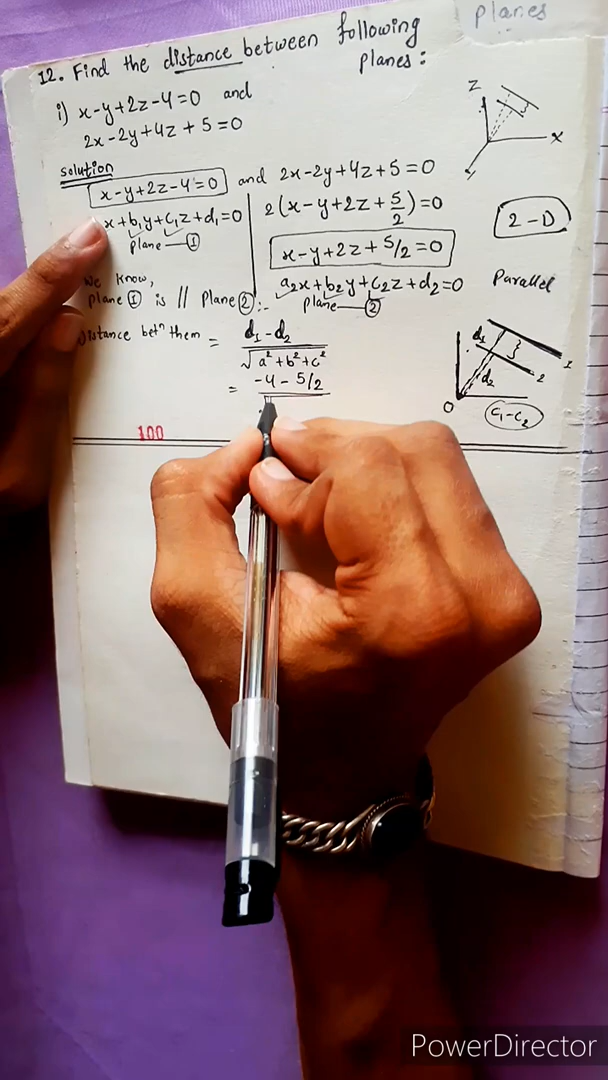 planes
12. Find the distance between following
planes:
i) x-y+2z-4=0 and
2x-2y+4z+5=0
solution
x-y+2z-4=0 and 2x-2y+4z+5=0
x+b₁y+c₁z+d₁=0
plane-①
2(x-y+2z+5/2)=0
x-y+2z+5/2=0
a₂x+b₂y+c₂z+d₂=0
plane-②
we know,
plane ① is // plane ②:-
istance betⁿ them = d₁-d₂
√a²+b²+c²
= -4-5/2
100
Z
X
Y
2-D
Parallel
d₁
d₂
1
2
O
c₁-c₂
PowerDirector